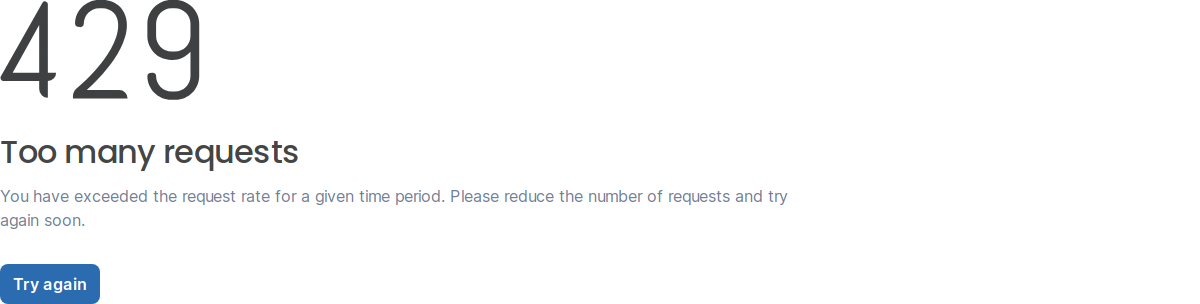 429
Too many requests
You have exceeded the request rate for a given time period. Please reduce the number of requests and try
again soon.
Try again